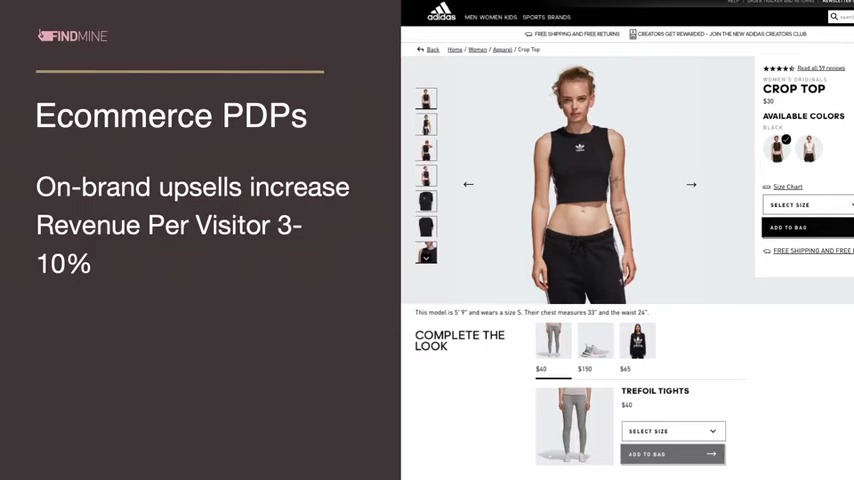 FINDMINE
Ecommerce PDPs
On-brand upsells increase
Revenue Per Visitor 3-
10%
adidas
MEN WOMEN KIDS SPORTS BRANDS
FREE SHIPPING AND FREE RETURNS
CREATORS GET REWARDED - JOIN THE NEW ADIDAS CREATORS CLUB
Back Home / Women / Apparel / Crop Top
Read all 59 reviews
WOMEN'S ORIGINALS
CROP TOP
$30
AVAILABLE COLORS
BLACK
Size Chart
SELECT SIZE
ADD TO BAG
FREE SHIPPING AND FREE
This model is 5' 9" and wears a size S. Their chest measures 33" and the waist 24".
COMPLETE THE
LOOK
$40 $150 $65
TREFOIL TIGHTS
$40
SELECT SIZE
ADD TO BAG